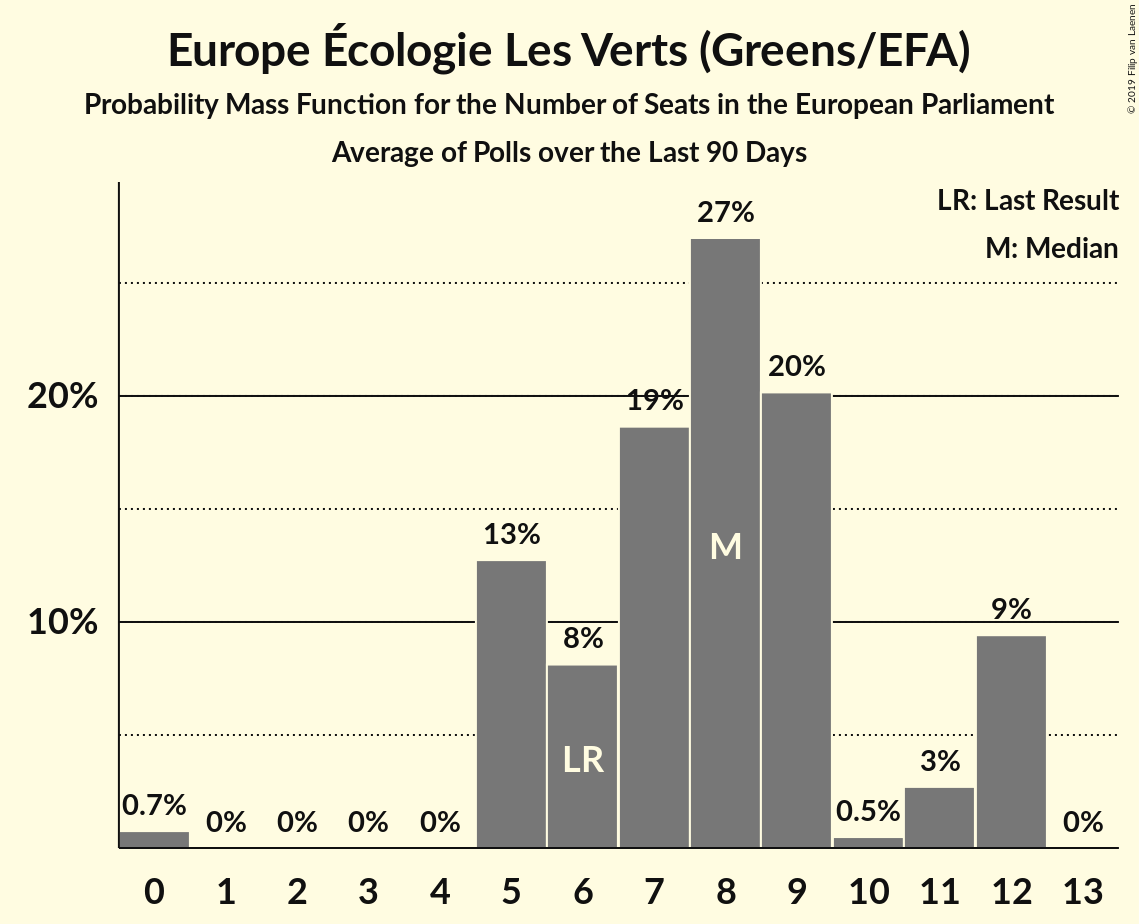 Europe Écologie Les Verts (Greens/EFA)
Probability Mass Function for the Number of Seats in the European Parliament
Average of Polls over the Last 90 Days
© 2019 Filip van Laenen
LR: Last Result
M: Median
27%
20%
20%
19%
13%
M
10%
9%
8%
LR
3%
0.7%
0%
0%
0%
0%
0.5%
0%
0 1 2 3 4 5 6 7 8 9 10 11 12 13